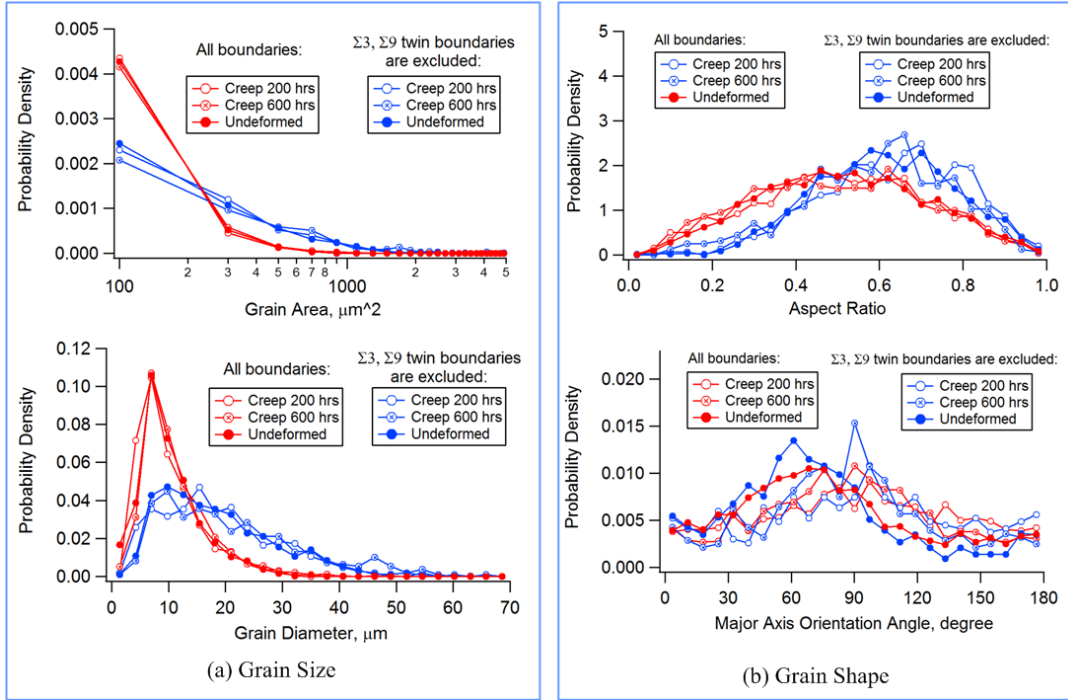 0.005
0.004
0.003
0.002
0.001
0.000
Probability Density
All boundaries:
Creep 200 hrs
Creep 600 hrs
Undeformed
Σ3, Σ9 twin boundaries
are excluded:
Creep 200 hrs
Creep 600 hrs
Undeformed
100 2 3 4 5 6 7 8 1000 2 3 4 5
Grain Area, μm^2
0.12
0.10
0.08
0.06
0.04
0.02
0.00
Probability Density
All boundaries:
Creep 200 hrs
Creep 600 hrs
Undeformed
Σ3, Σ9 twin boundaries
are excluded:
Creep 200 hrs
Creep 600 hrs
Undeformed
0 10 20 30 40 50 60 70
Grain Diameter, μm
(a) Grain Size
5
4
3
2
1
0
Probability Density
All boundaries:
Creep 200 hrs
Creep 600 hrs
Undeformed
Σ3, Σ9 twin boundaries are excluded:
Creep 200 hrs
Creep 600 hrs
Undeformed
0.0 0.2 0.4 0.6 0.8 1.0
Aspect Ratio
0.020
0.015
0.010
0.005
0.000
Probability Density
All boundaries:
Creep 200 hrs
Creep 600 hrs
Undeformed
Σ3, Σ9 twin boundaries are excluded:
Creep 200 hrs
Creep 600 hrs
Undeformed
0 30 60 90 120 150 180
Major Axis Orientation Angle, degree
(b) Grain Shape